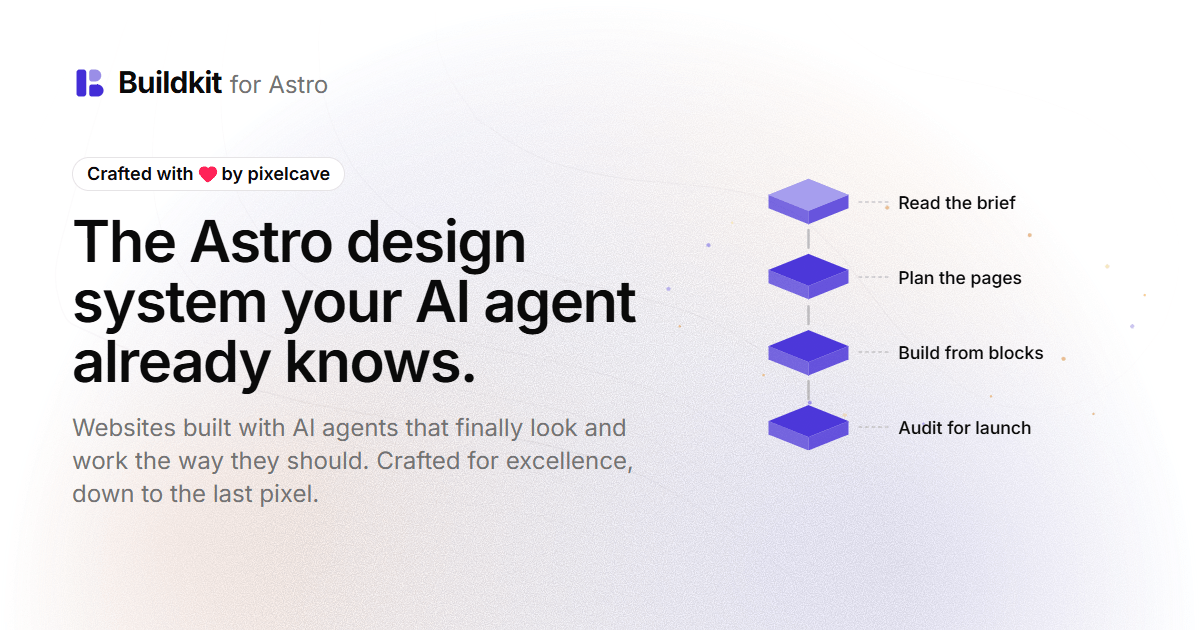 Buildkit for Astro
Crafted with ❤️ by pixelcave
The Astro design
system your AI agent
already knows.
Websites built with AI agents that finally look and
work the way they should. Crafted for excellence,
down to the last pixel.
Read the brief
Plan the pages
Build from blocks
Audit for launch